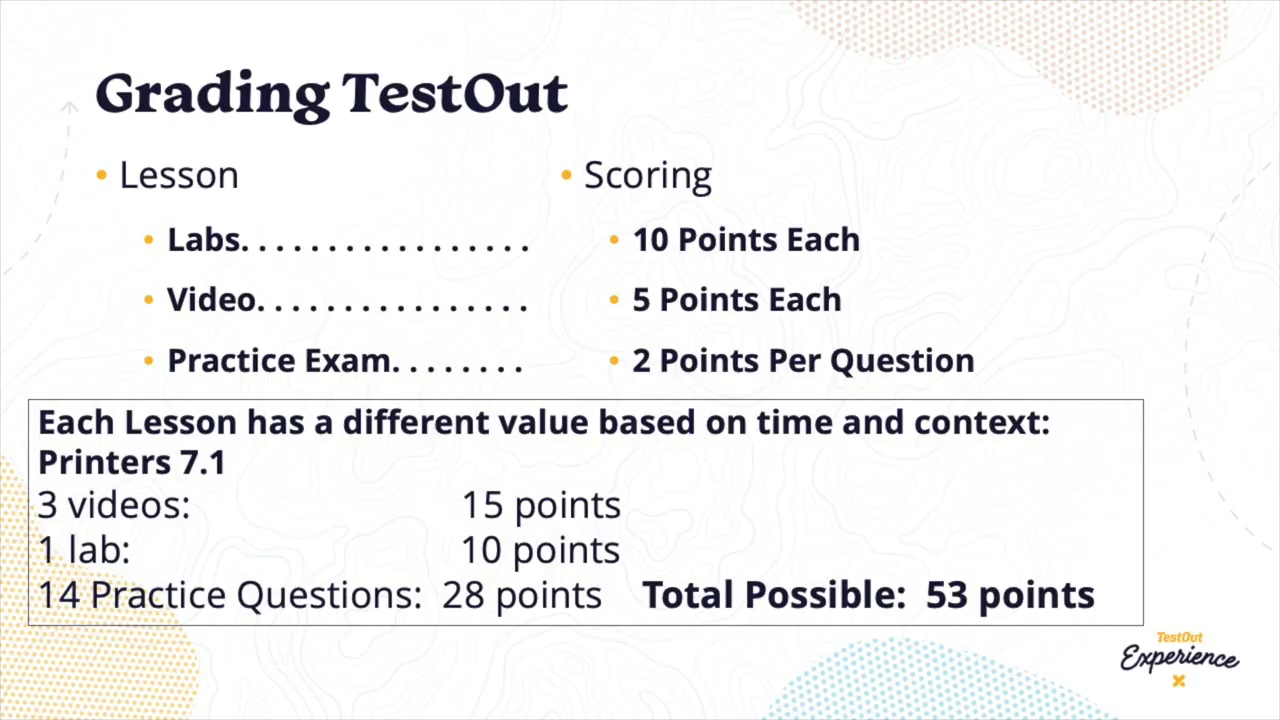 Grading TestOut
• Lesson
• Labs. . . . . . . . . . . . . . . . .
• Video. . . . . . . . . . . . . . . .
• Practice Exam. . . . . . . .
• Scoring
• 10 Points Each
• 5 Points Each
• 2 Points Per Question
Each Lesson has a different value based on time and context:
Printers 7.1
3 videos: 15 points
1 lab: 10 points
14 Practice Questions: 28 points Total Possible: 53 points
TestOut
Experience